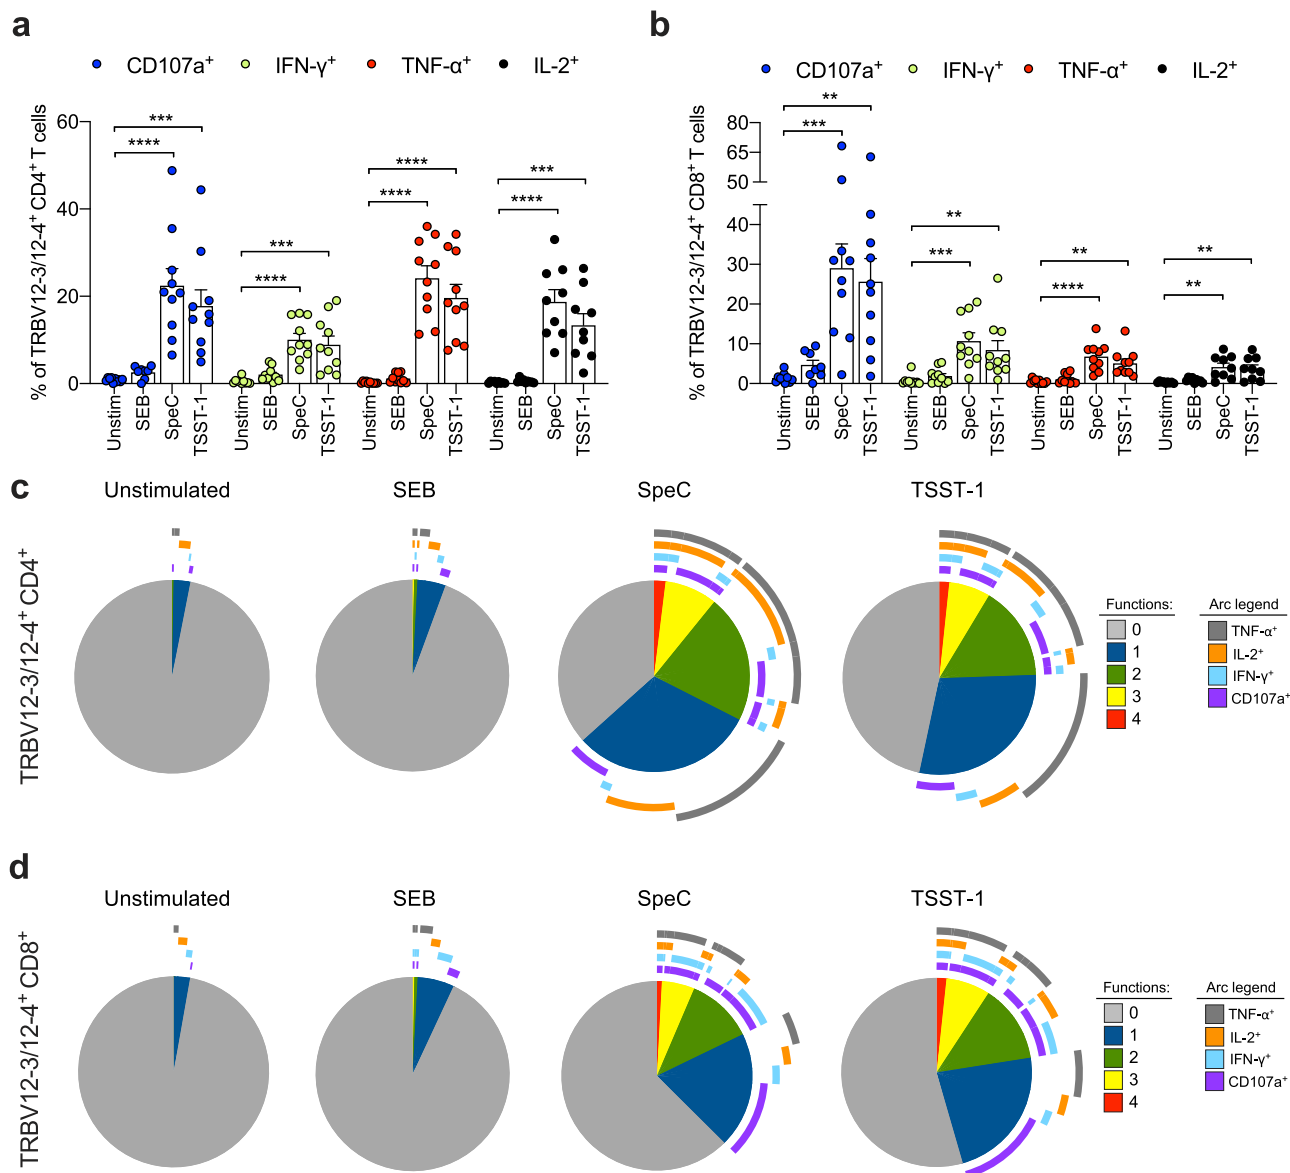 a
CD107a⁺ IFN-γ⁺ TNF-α⁺ IL-2⁺
% of TRBV12-3/12-4⁺ CD4⁺ T cells
60
40
20
0
*** **** *** **** **** **** *** ****
Unstim SEB SpeC TSST-1 Unstim SEB SpeC TSST-1 Unstim SEB SpeC TSST-1 Unstim SEB SpeC TSST-1
b
CD107a⁺ IFN-γ⁺ TNF-α⁺ IL-2⁺
% of TRBV12-3/12-4⁺ CD8⁺ T cells
80
65
50
40
30
20
10
0
** *** ** *** ** **** ** **
Unstim SEB SpeC TSST-1 Unstim SEB SpeC TSST-1 Unstim SEB SpeC TSST-1 Unstim SEB SpeC TSST-1
c
Unstimulated SEB SpeC TSST-1
TRBV12-3/12-4⁺ CD4⁺
Functions: Arc legend
0 TNF-α⁺
1 IL-2⁺
2 IFN-γ⁺
3 CD107a⁺
4
d
Unstimulated SEB SpeC TSST-1
TRBV12-3/12-4⁺ CD8⁺
Functions: Arc legend
0 TNF-α⁺
1 IL-2⁺
2 IFN-γ⁺
3 CD107a⁺
4